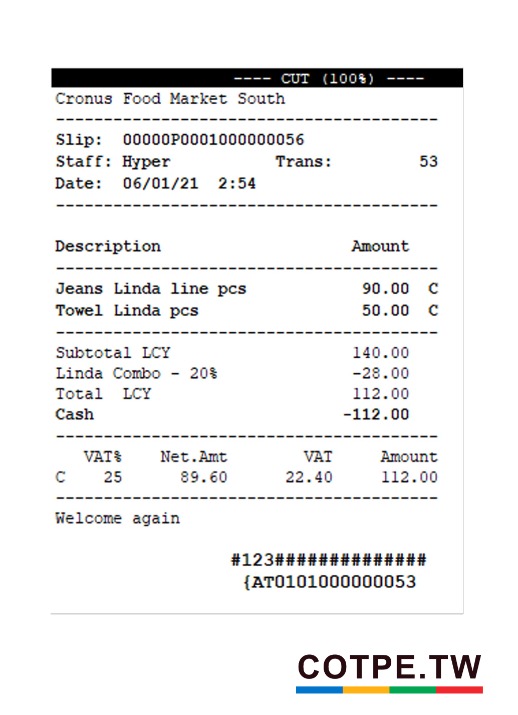 ---- CUT (100%) ----
Cronus Food Market South
----------------------------------------
Slip: 00000P0001000000056
Staff: Hyper Trans: 53
Date: 06/01/21 2:54
----------------------------------------
Description Amount
----------------------------------------
Jeans Linda line pcs 90.00 C
Towel Linda pcs 50.00 C
----------------------------------------
Subtotal LCY 140.00
Linda Combo - 20% -28.00
Total LCY 112.00
Cash -112.00
----------------------------------------
VAT% Net.Amt VAT Amount
C 25 89.60 22.40 112.00
----------------------------------------
Welcome again
#123##############
{AT0101000000053
COTPE.TW